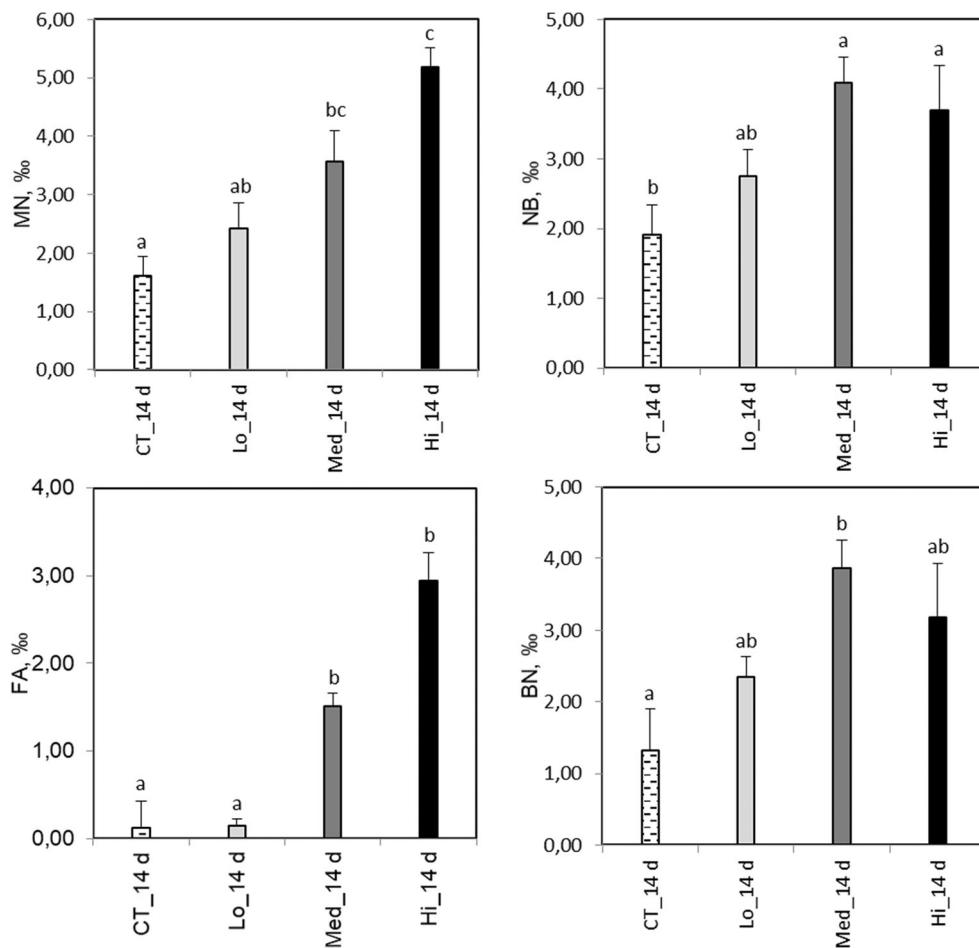 MN, ‰
6,00
5,00
4,00
3,00
2,00
1,00
0,00
a
ab
bc
c
CT_14 d
Lo_14 d
Med_14 d
Hi_14 d
NB, ‰
5,00
4,00
3,00
2,00
1,00
0,00
b
ab
a
a
CT_14 d
Lo_14 d
Med_14 d
Hi_14 d
FA, ‰
4,00
3,00
2,00
1,00
0,00
a
a
b
b
CT_14 d
Lo_14 d
Med_14 d
Hi_14 d
BN, ‰
5,00
4,00
3,00
2,00
1,00
0,00
a
ab
b
ab
CT_14 d
Lo_14 d
Med_14 d
Hi_14 d